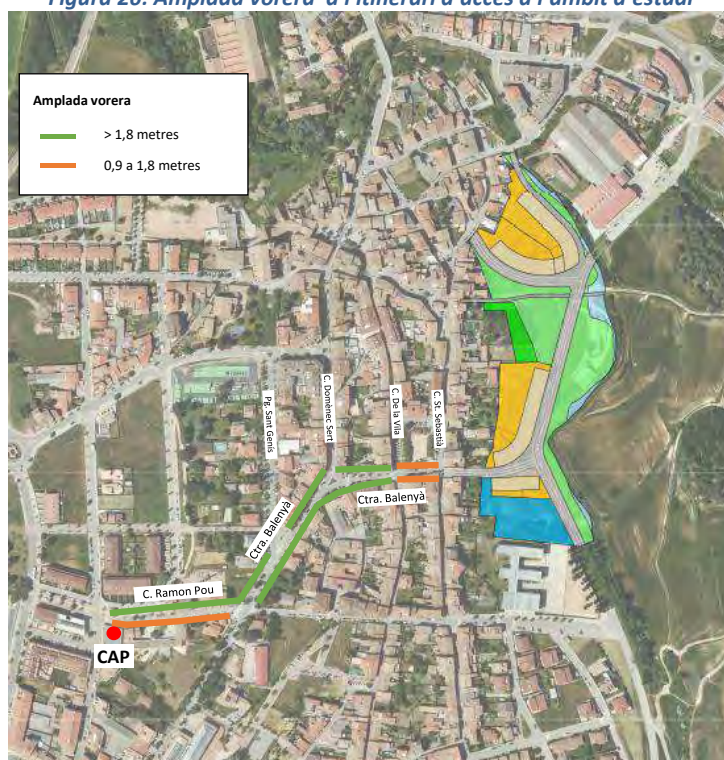 Figura 20. Amplada vorera a l'itinerari d'accés a l'àmbit d'estudi
Amplada vorera
> 1,8 metres
0,9 a 1,8 metres
Pg. Sant Genís
C. Domènec Sert
C. De la Vila
C. St. Sebastià
Ctra. Balenyà
Ctra. Balenyà
C. Ramon Pou
CAP